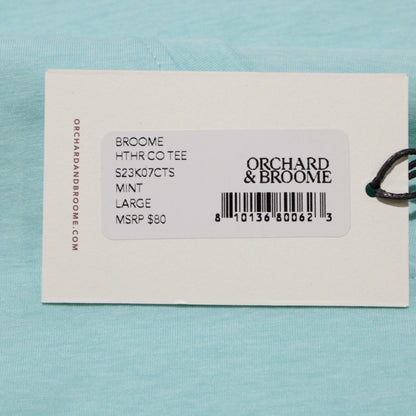 ORCHARDANDBROOME.COM
BROOME
HTHR CO TEE
S23K07CTS
MINT
LARGE
MSRP $80
ORCHARD
& BROOME
8 10136 80062 3